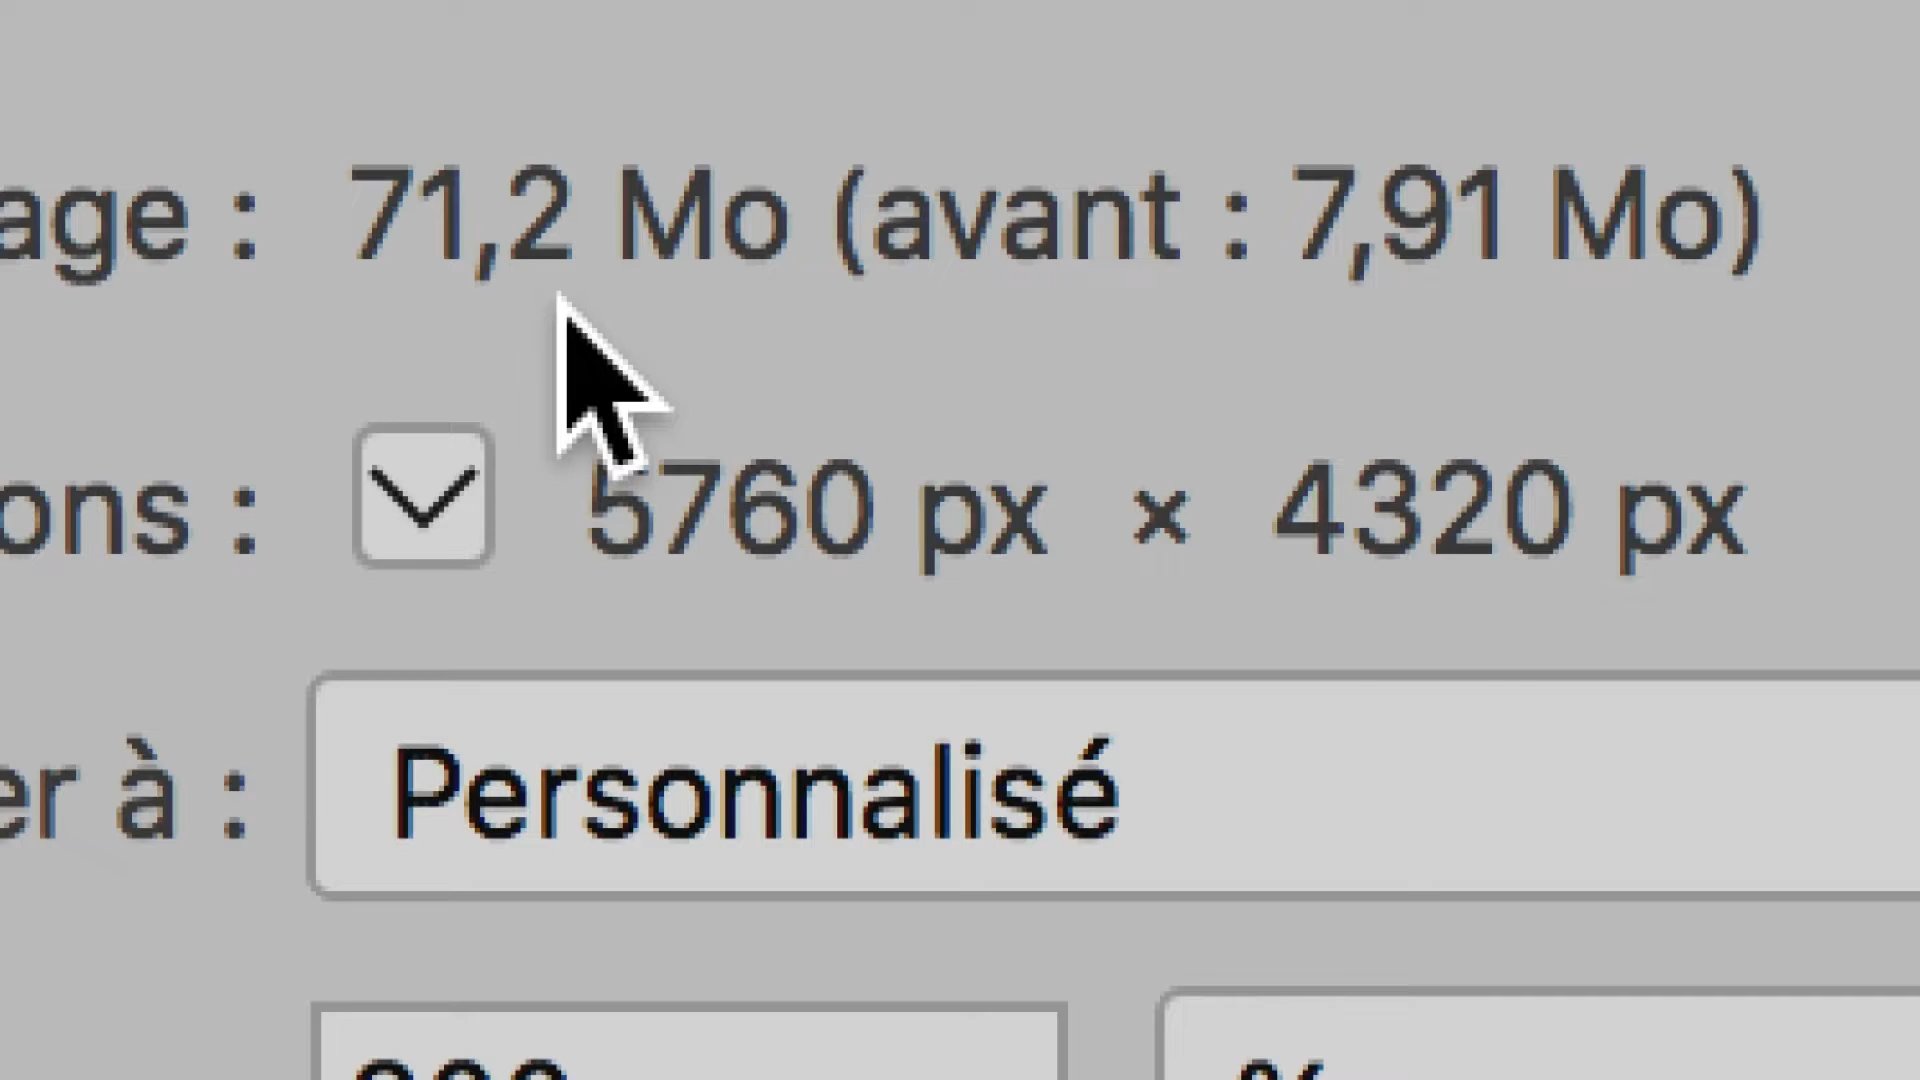 age : 71,2 Mo (avant : 7,91 Mo)
ons : 5760 px × 4320 px
er à : Personnalisé
%